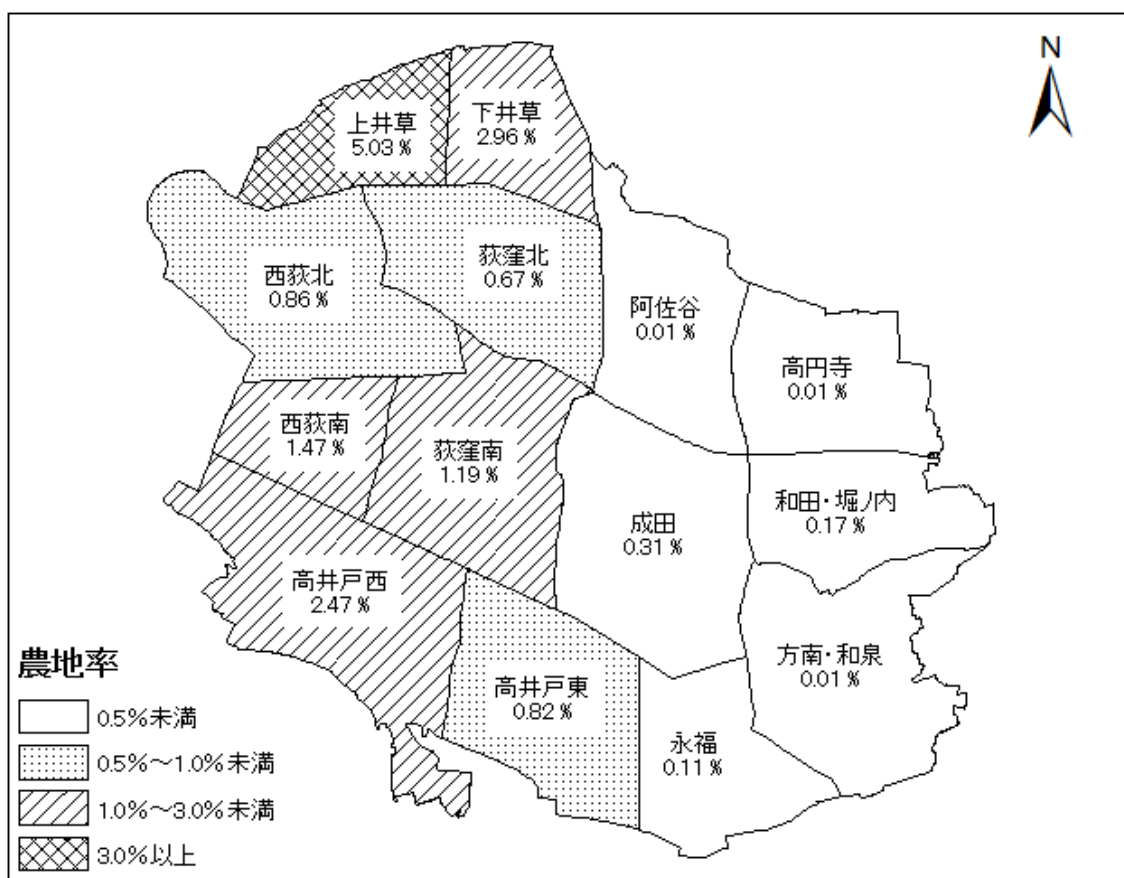 N
上井草
5.03%
下井草
2.96%
西荻北
0.86%
荻窪北
0.67%
阿佐谷
0.01%
高円寺
0.01%
西荻南
1.47%
荻窪南
1.19%
成田
0.31%
和田・堀ノ内
0.17%
高井戸西
2.47%
高井戸東
0.82%
永福
0.11%
方南・和泉
0.01%
農地率
0.5%未満
0.5%～1.0%未満
1.0%～3.0%未満
3.0%以上